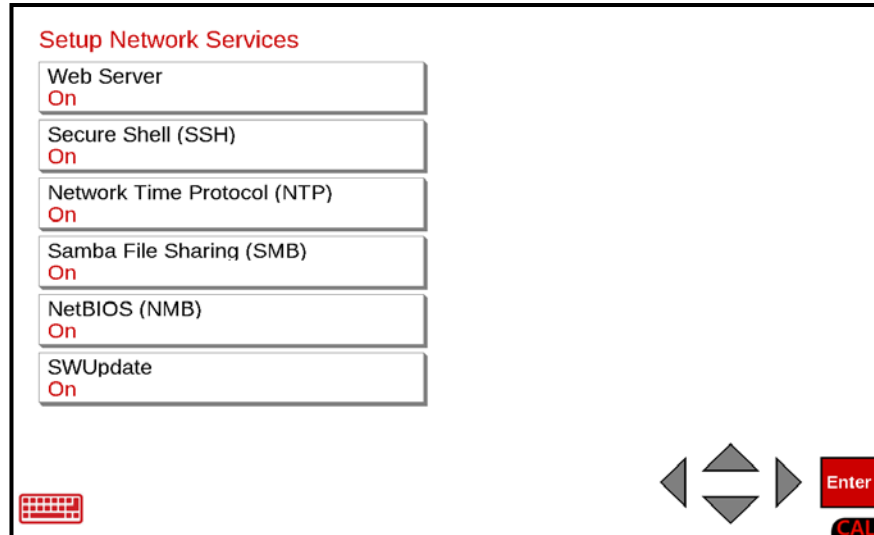 Setup Network Services
Web Server
On
Secure Shell (SSH)
On
Network Time Protocol (NTP)
On
Samba File Sharing (SMB)
On
NetBIOS (NMB)
On
SWUpdate
On
Enter
CAL